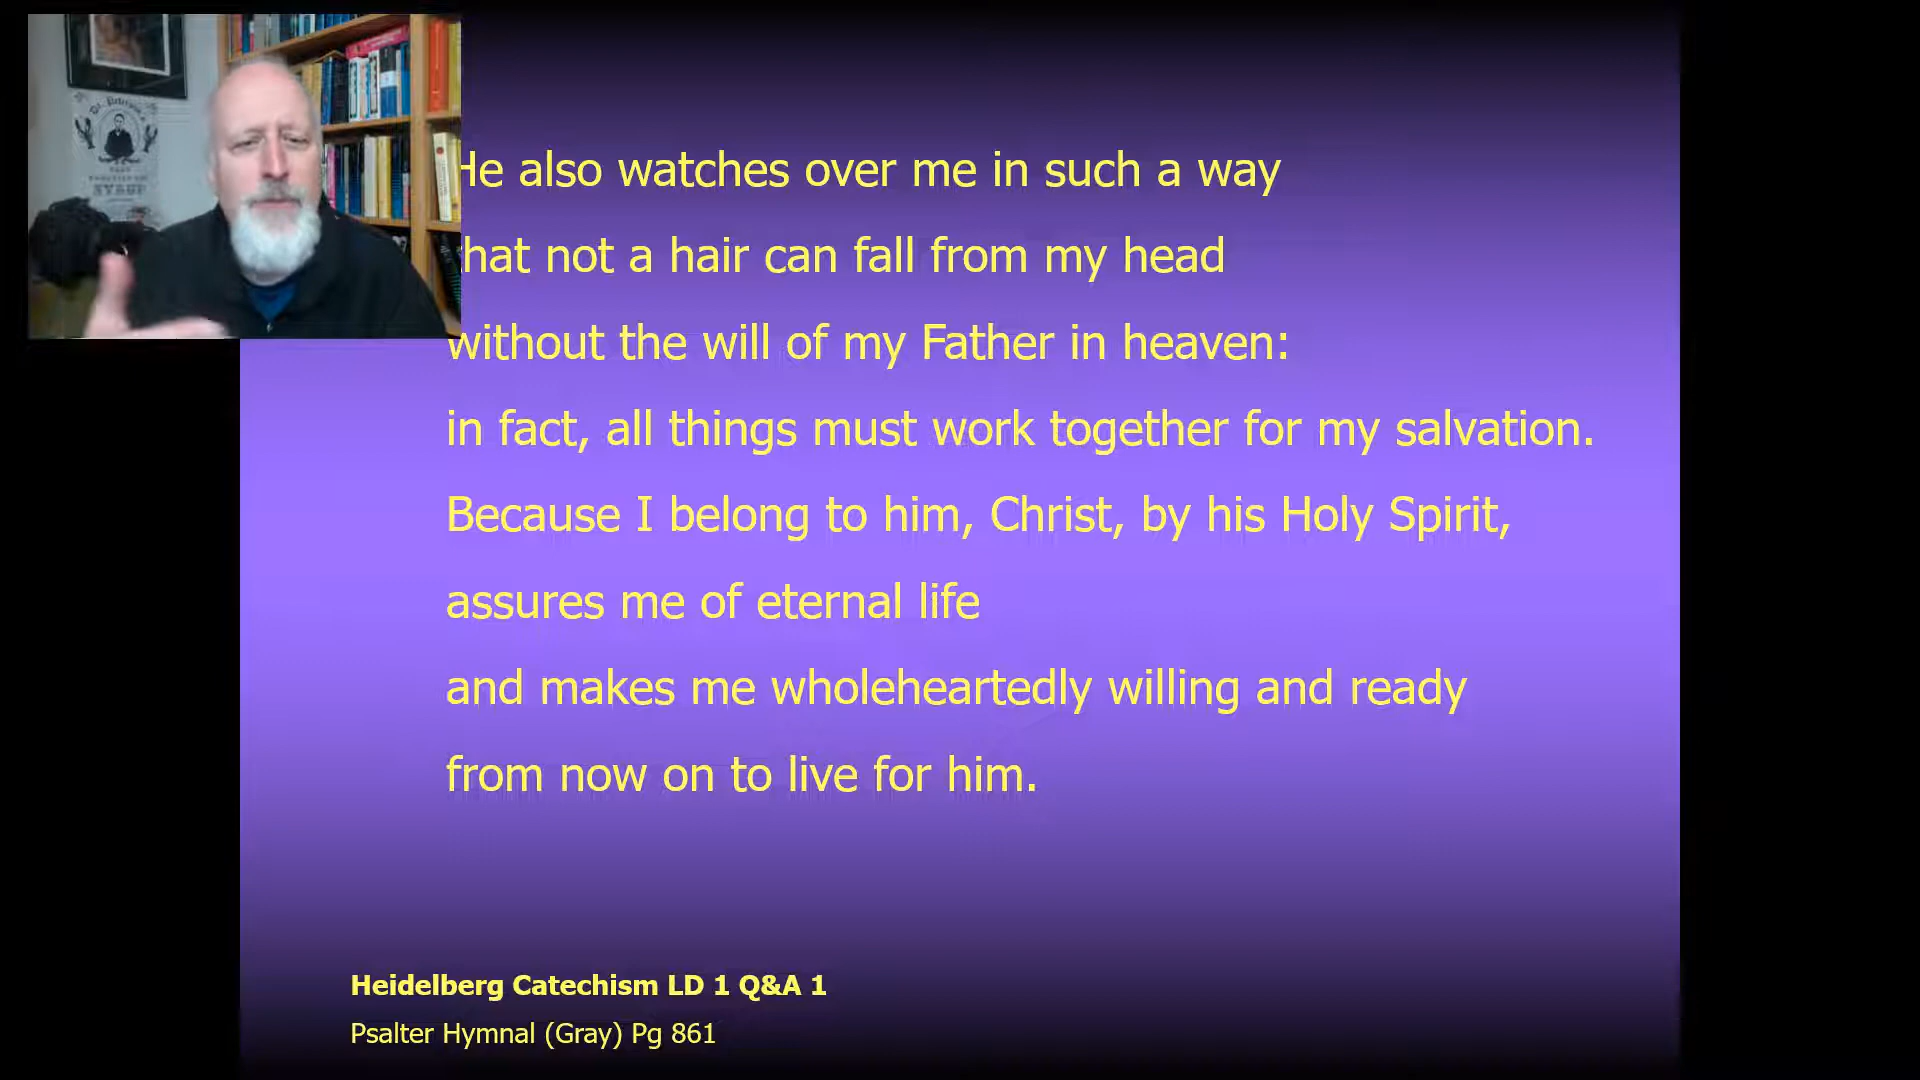 He also watches over me in such a way
that not a hair can fall from my head
without the will of my Father in heaven:
in fact, all things must work together for my salvation.
Because I belong to him, Christ, by his Holy Spirit,
assures me of eternal life
and makes me wholeheartedly willing and ready
from now on to live for him.
Heidelberg Catechism LD 1 Q&A 1
Psalter Hymnal (Gray) Pg 861
SYRUP